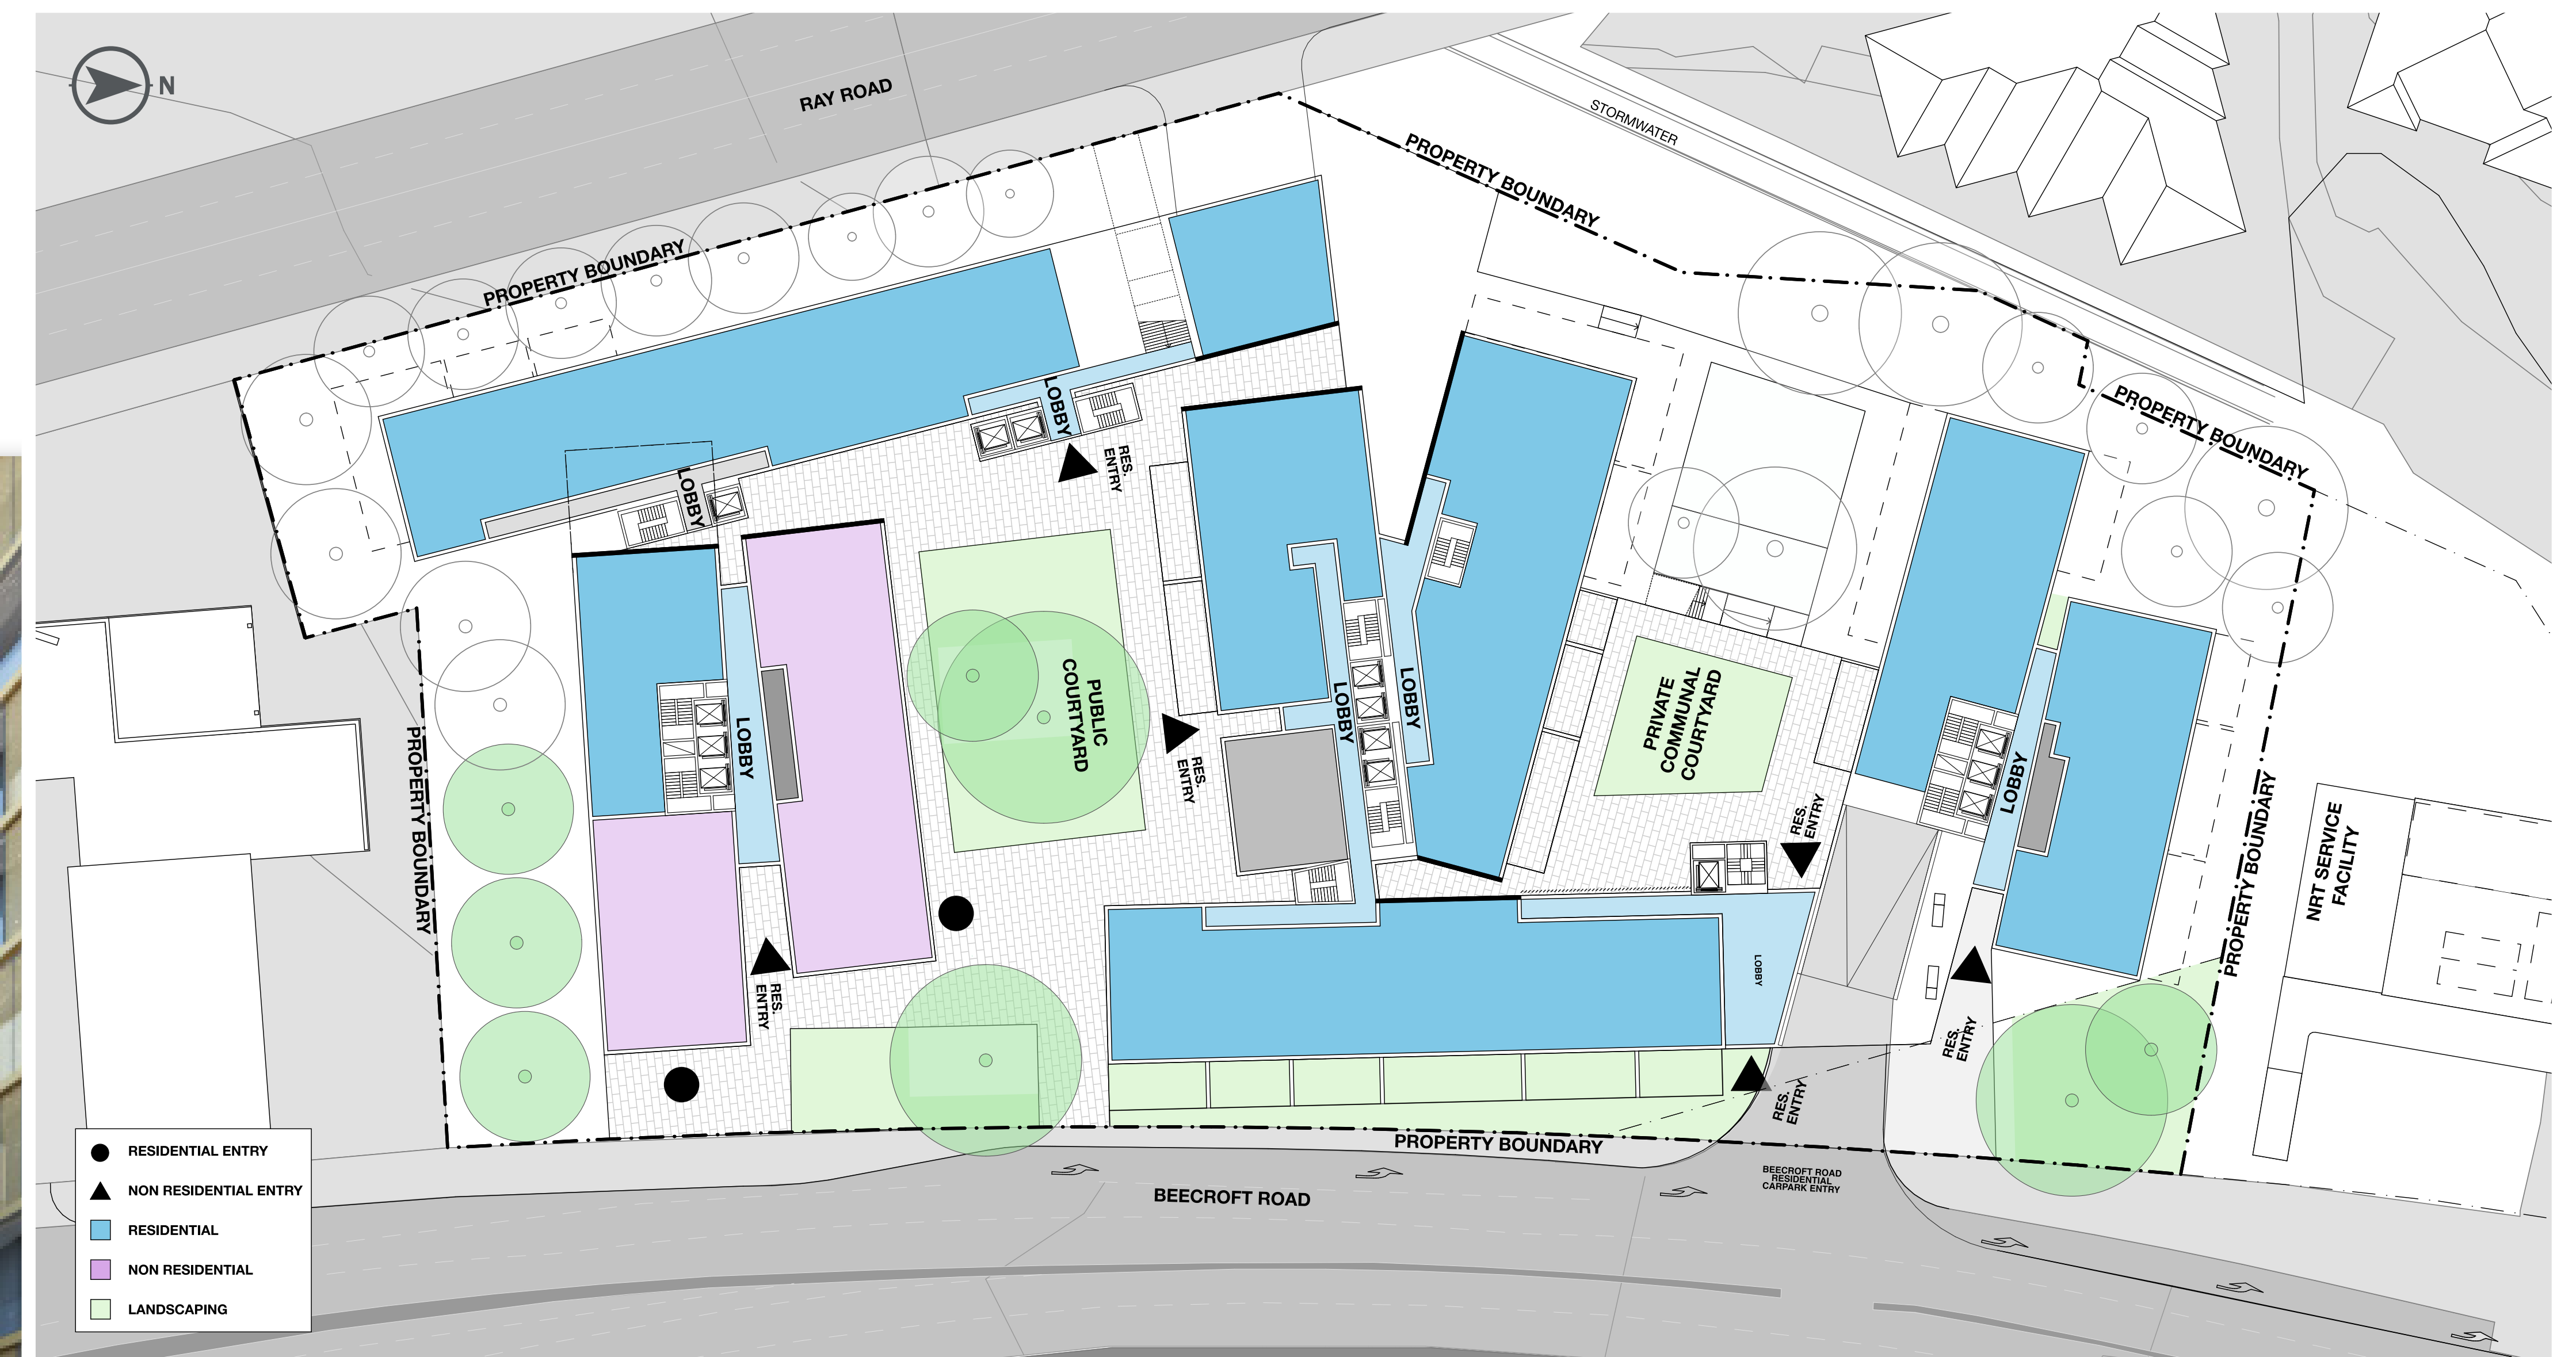 N
RAY ROAD
STORMWATER
PROPERTY BOUNDARY
PROPERTY BOUNDARY
PROPERTY BOUNDARY
LOBBY
RES.
ENTRY
LOBBY
PUBLIC
COURTYARD
PRIVATE
COMMUNAL
COURTYARD
LOBBY
LOBBY
LOBBY
LOBBY
RES.
ENTRY
RES.
ENTRY
PROPERTY BOUNDARY
PROPERTY BOUNDARY
NRT SERVICE
FACILITY
LOBBY
RES.
ENTRY
RES.
ENTRY
RES.
ENTRY
PROPERTY BOUNDARY
BEECROFT ROAD
RESIDENTIAL
CARPARK ENTRY
BEECROFT ROAD
RESIDENTIAL ENTRY
NON RESIDENTIAL ENTRY
RESIDENTIAL
NON RESIDENTIAL
LANDSCAPING